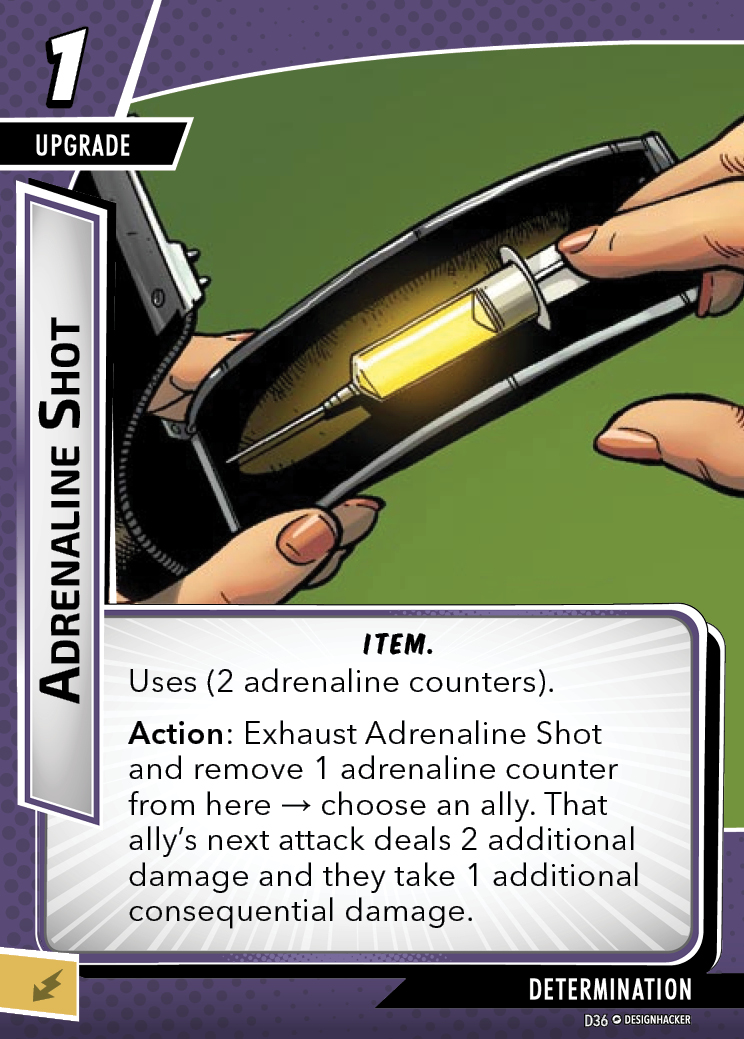 1
UPGRADE
ADRENALINE SHOT
ITEM.
Uses (2 adrenaline counters).
Action: Exhaust Adrenaline Shot
and remove 1 adrenaline counter
from here → choose an ally. That
ally’s next attack deals 2 additional
damage and they take 1 additional
consequential damage.
DETERMINATION
D36 DESIGNHACKER